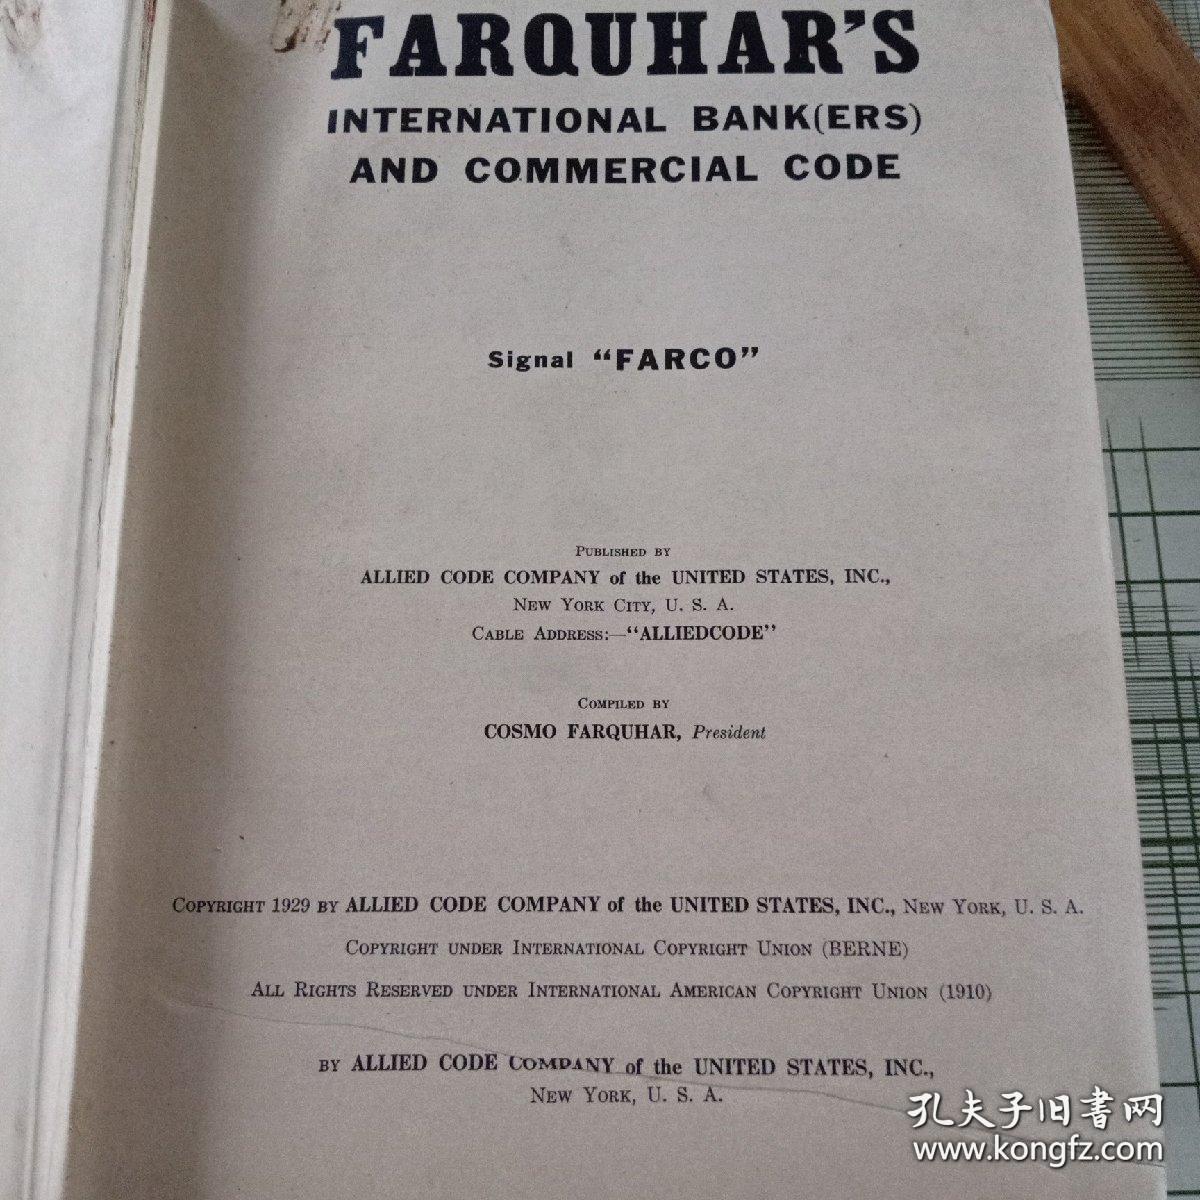 FARQUHAR'S
INTERNATIONAL BANK(ERS)
AND COMMERCIAL CODE
Signal "FARCO"
PUBLISHED BY
ALLIED CODE COMPANY of the UNITED STATES, INC.,
NEW YORK CITY, U. S. A.
CABLE ADDRESS:—"ALLIEDCODE"
COMPILED BY
COSMO FARQUHAR, President
COPYRIGHT 1929 BY ALLIED CODE COMPANY of the UNITED STATES, INC., NEW YORK, U. S. A.
COPYRIGHT UNDER INTERNATIONAL COPYRIGHT UNION (BERNE)
ALL RIGHTS RESERVED UNDER INTERNATIONAL AMERICAN COPYRIGHT UNION (1910)
BY ALLIED CODE COMPANY of the UNITED STATES, INC.,
NEW YORK, U. S. A.
孔夫子旧書网
www.kongfz.com